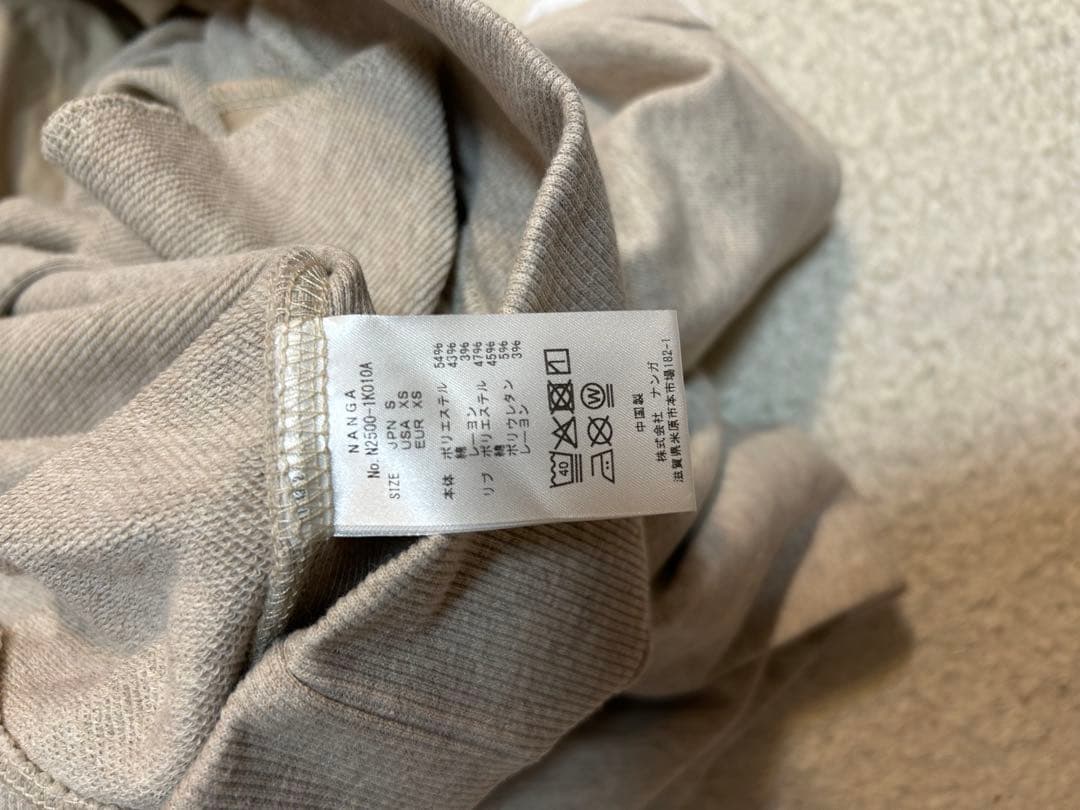 NANGA
No.N2500-1K010A
SIZE JPN S
USA XS
EUR XS
本体 ポリエステル 54%
綿 43%
レーヨン 3%
リブ ポリエステル 47%
綿 45%
ポリウレタン 5%
レーヨン 3%
40
W
中国製
株式会社 ナンガ
滋賀県米原市本市場182-1